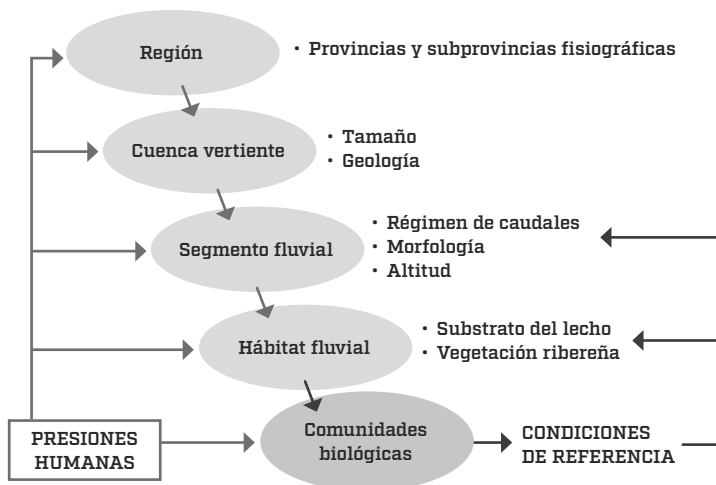 Región
• Provincias y subprovincias fisiográficas
Cuenca vertiente
• Tamaño
• Geología
Segmento fluvial
• Régimen de caudales
• Morfología
• Altitud
Hábitat fluvial
• Substrato del lecho
• Vegetación ribereña
PRESIONES
HUMANAS
Comunidades
biológicas
CONDICIONES
DE REFERENCIA